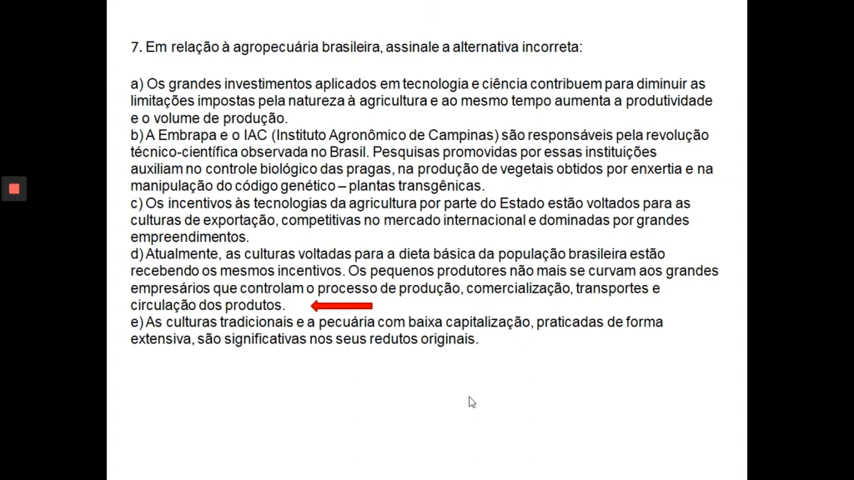 7. Em relação à agropecuária brasileira, assinale a alternativa incorreta:
a) Os grandes investimentos aplicados em tecnologia e ciência contribuem para diminuir as
limitações impostas pela natureza à agricultura e ao mesmo tempo aumenta a produtividade
e o volume de produção.
b) A Embrapa e o IAC (Instituto Agronômico de Campinas) são responsáveis pela revolução
técnico-científica observada no Brasil. Pesquisas promovidas por essas instituições
auxiliam no controle biológico das pragas, na produção de vegetais obtidos por enxertia e na
manipulação do código genético – plantas transgênicas.
c) Os incentivos às tecnologias da agricultura por parte do Estado estão voltados para as
culturas de exportação, competitivas no mercado internacional e dominadas por grandes
empreendimentos.
d) Atualmente, as culturas voltadas para a dieta básica da população brasileira estão
recebendo os mesmos incentivos. Os pequenos produtores não mais se curvam aos grandes
empresários que controlam o processo de produção, comercialização, transportes e
circulação dos produtos.
e) As culturas tradicionais e a pecuária com baixa capitalização, praticadas de forma
extensiva, são significativas nos seus redutos originais.